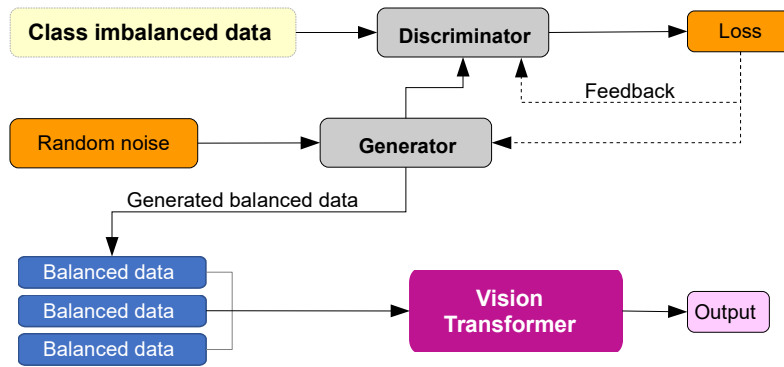 Class imbalanced data
Discriminator
Loss
Feedback
Random noise
Generator
Generated balanced data
Balanced data
Balanced data
Balanced data
Vision
Transformer
Output